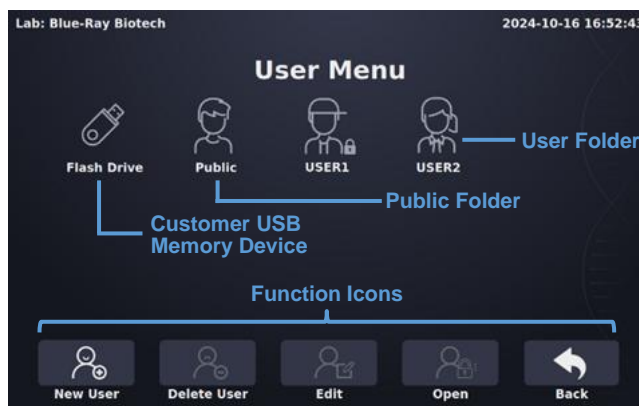 Lab: Blue-Ray Biotech 2024-10-16 16:52:43
User Menu
Flash Drive Public USER1 USER2
User Folder
Public Folder
Customer USB
Memory Device
Function Icons
New User Delete User Edit Open Back